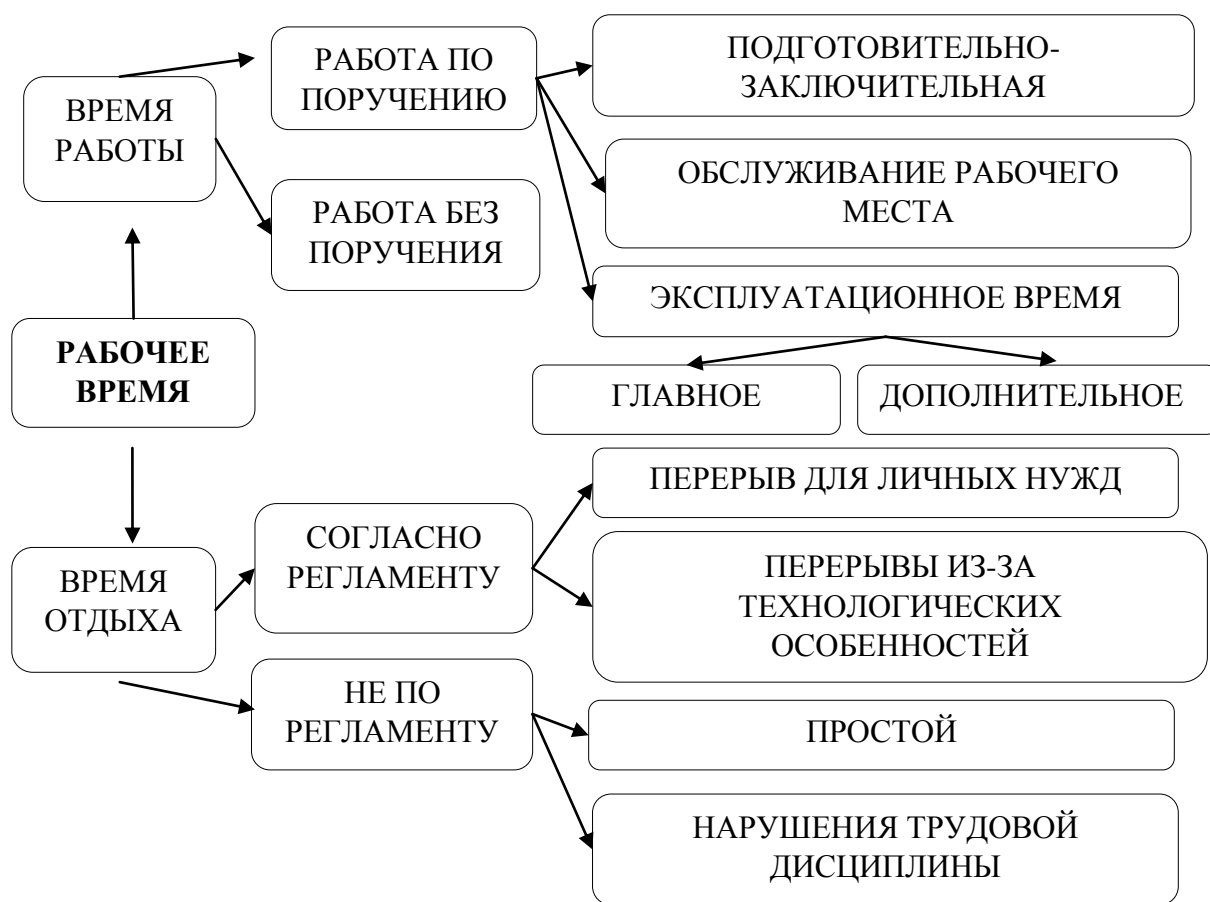 РАБОТА ПО
ПОРУЧЕНИЮ
ПОДГОТОВИТЕЛЬНО-
ЗАКЛЮЧИТЕЛЬНАЯ
ВРЕМЯ
РАБОТЫ
ОБСЛУЖИВАНИЕ РАБОЧЕГО
МЕСТА
РАБОТА БЕЗ
ПОРУЧЕНИЯ
ЭКСПЛУАТАЦИОННОЕ ВРЕМЯ
РАБОЧЕЕ
ВРЕМЯ
ГЛАВНОЕ
ДОПОЛНИТЕЛЬНОЕ
ПЕРЕРЫВ ДЛЯ ЛИЧНЫХ НУЖД
СОГЛАСНО
РЕГЛАМЕНТУ
ВРЕМЯ
ОТДЫХА
ПЕРЕРЫВЫ ИЗ-ЗА
ТЕХНОЛОГИЧЕСКИХ
ОСОБЕННОСТЕЙ
НЕ ПО
РЕГЛАМЕНТУ
ПРОСТОЙ
НАРУШЕНИЯ ТРУДОВОЙ
ДИСЦИПЛИНЫ